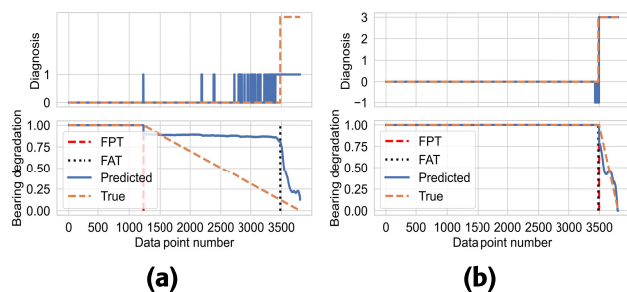 Diagnosis
1
0
Bearing degradation
1.00
0.75
0.50
0.25
0.00
FPT
FAT
Predicted
True
0 500 1000 1500 2000 2500 3000 3500
Data point number
(a)
Diagnosis
3
2
1
0
−1
Bearing degradation
1.00
0.75
0.50
0.25
0.00
FPT
FAT
Predicted
True
0 500 1000 1500 2000 2500 3000 3500
Data point number
(b)